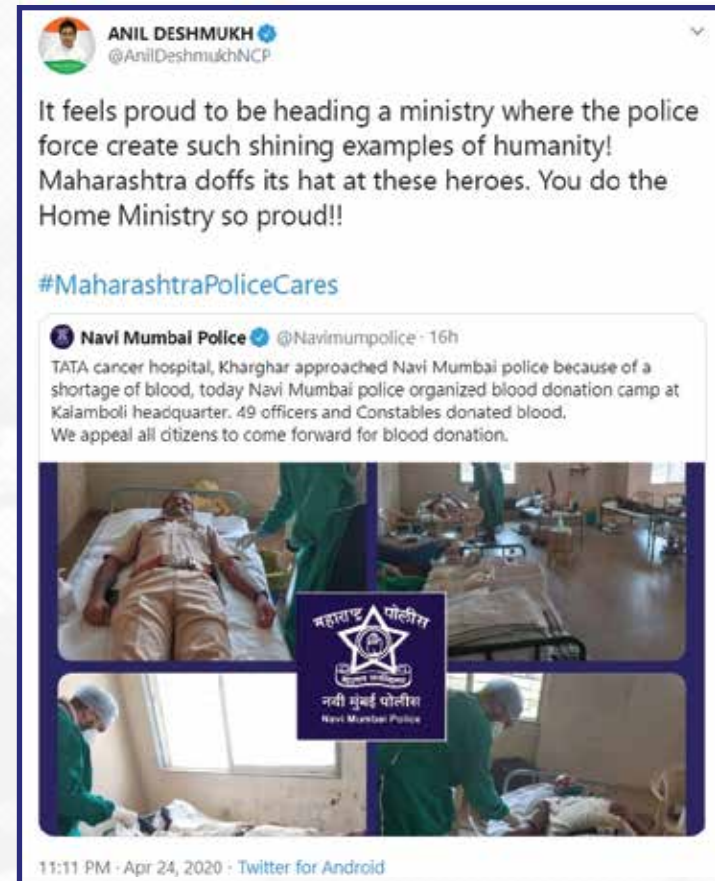 ANIL DESHMUKH
@AnilDeshmukhNCP
It feels proud to be heading a ministry where the police
force create such shining examples of humanity!
Maharashtra doffs its hat at these heroes. You do the
Home Ministry so proud!!
#MaharashtraPoliceCares
Navi Mumbai Police @Navimumpolice · 16h
TATA cancer hospital, Kharghar approached Navi Mumbai police because of a
shortage of blood, today Navi Mumbai police organized blood donation camp at
Kalamboli headquarter. 49 officers and Constables donated blood.
We appeal all citizens to come forward for blood donation.
महाराष्ट्र पोलीस
नवी मुंबई पोलीस
Navi Mumbai Police
11:11 PM · Apr 24, 2020 · Twitter for Android